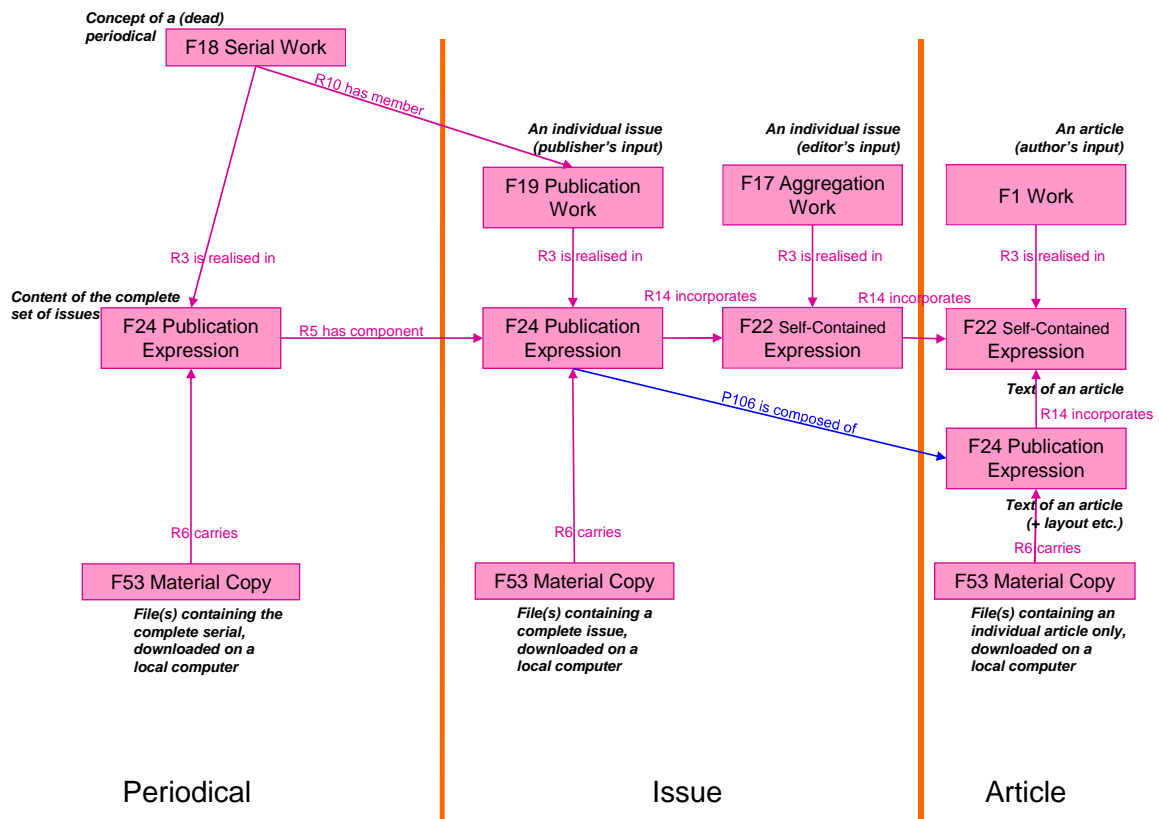 Concept of a (dead)
periodical
F18 Serial Work
R10 has member
An individual issue
(publisher's input)
An individual issue
(editor's input)
An article
(author's input)
F19 Publication
Work
F17 Aggregation
Work
F1 Work
R3 is realised in
R3 is realised in
R3 is realised in
R3 is realised in
Content of the complete
set of issues
F24 Publication
Expression
R5 has component
F24 Publication
Expression
R14 incorporates
F22 Self-Contained
Expression
R14 incorporates
F22 Self-Contained
Expression
Text of an article
R14 incorporates
P106 is composed of
F24 Publication
Expression
Text of an article
(+ layout etc.)
R6 carries
R6 carries
R6 carries
F53 Material Copy
F53 Material Copy
F53 Material Copy
File(s) containing the
complete serial,
downloaded on a
local computer
File(s) containing a
complete issue,
downloaded on a
local computer
File(s) containing an
individual article only,
downloaded on a
local computer
Periodical
Issue
Article